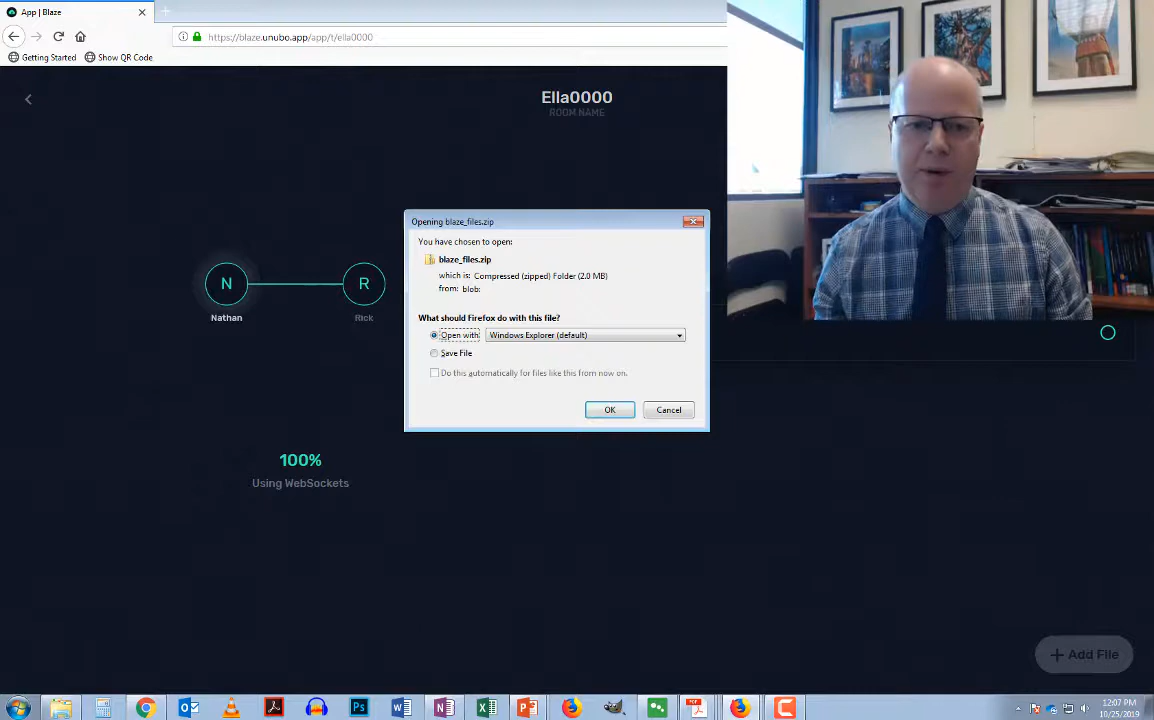 App | Blaze
https://blaze.unubo.app/app/t/ella0000
Getting Started
Show QR Code
Ella0000
ROOM NAME
Opening blaze_files.zip
You have chosen to open:
blaze_files.zip
which is: Compressed (zipped) Folder (2.0 MB)
from: blob:
What should Firefox do with this file?
Open with
Windows Explorer (default)
Save File
Do this automatically for files like this from now on.
OK
Cancel
N
R
Nathan
Rick
100%
Using WebSockets
+ Add File
12:07 PM
10/25/2019